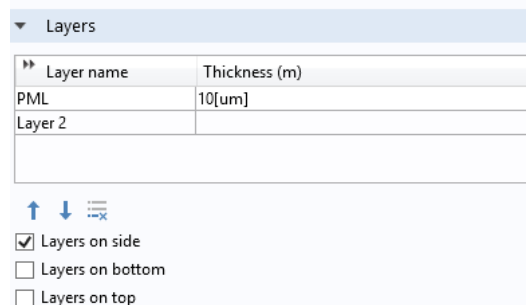 Layers
Layer name Thickness (m)
PML 10[um]
Layer 2
Layers on side
Layers on bottom
Layers on top